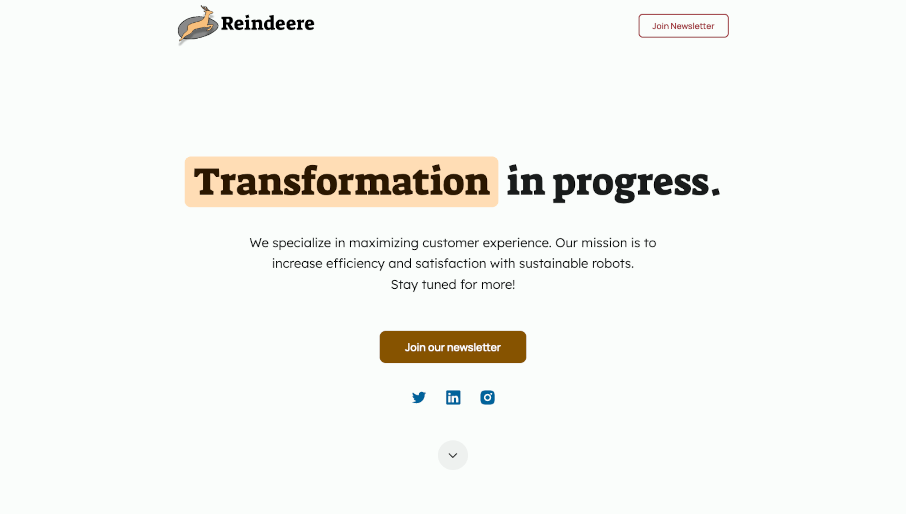 Reindeere
Join Newsletter
Transformation in progress.
We specialize in maximizing customer experience. Our mission is to
increase efficiency and satisfaction with sustainable robots.
Stay tuned for more!
Join our newsletter